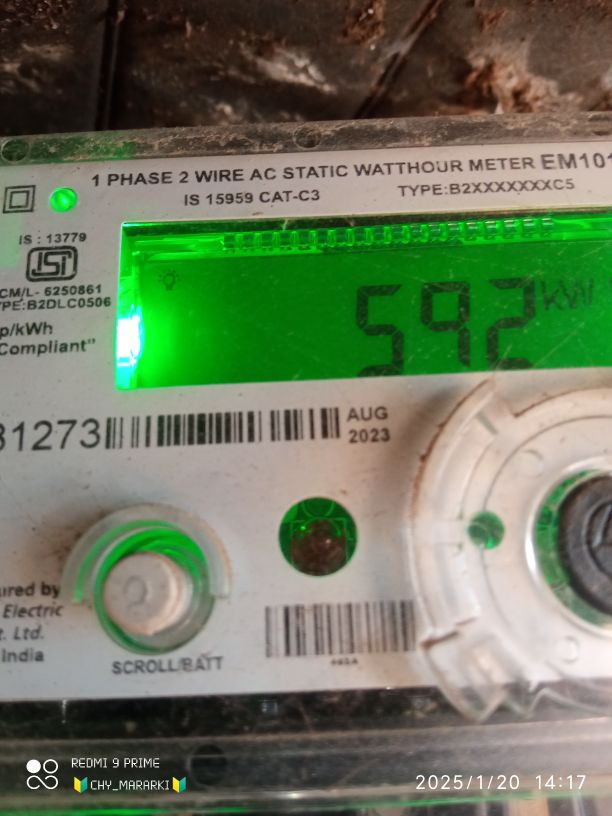 1 PHASE 2 WIRE AC STATIC WATTHOUR METER EM101
IS 15959 CAT-C3
TYPE:B2XXXXXXXC5
IS : 13779
ISI
CM/L- 6250861
YPE:B2DLC0506
p/kWh
Compliant"
592 kW
31273
AUG
2023
ured by
Electric
t. Ltd.
India
SCROLL/BATT
REDMI 9 PRIME
CHY_MARARKI
2025/1/20 14:17